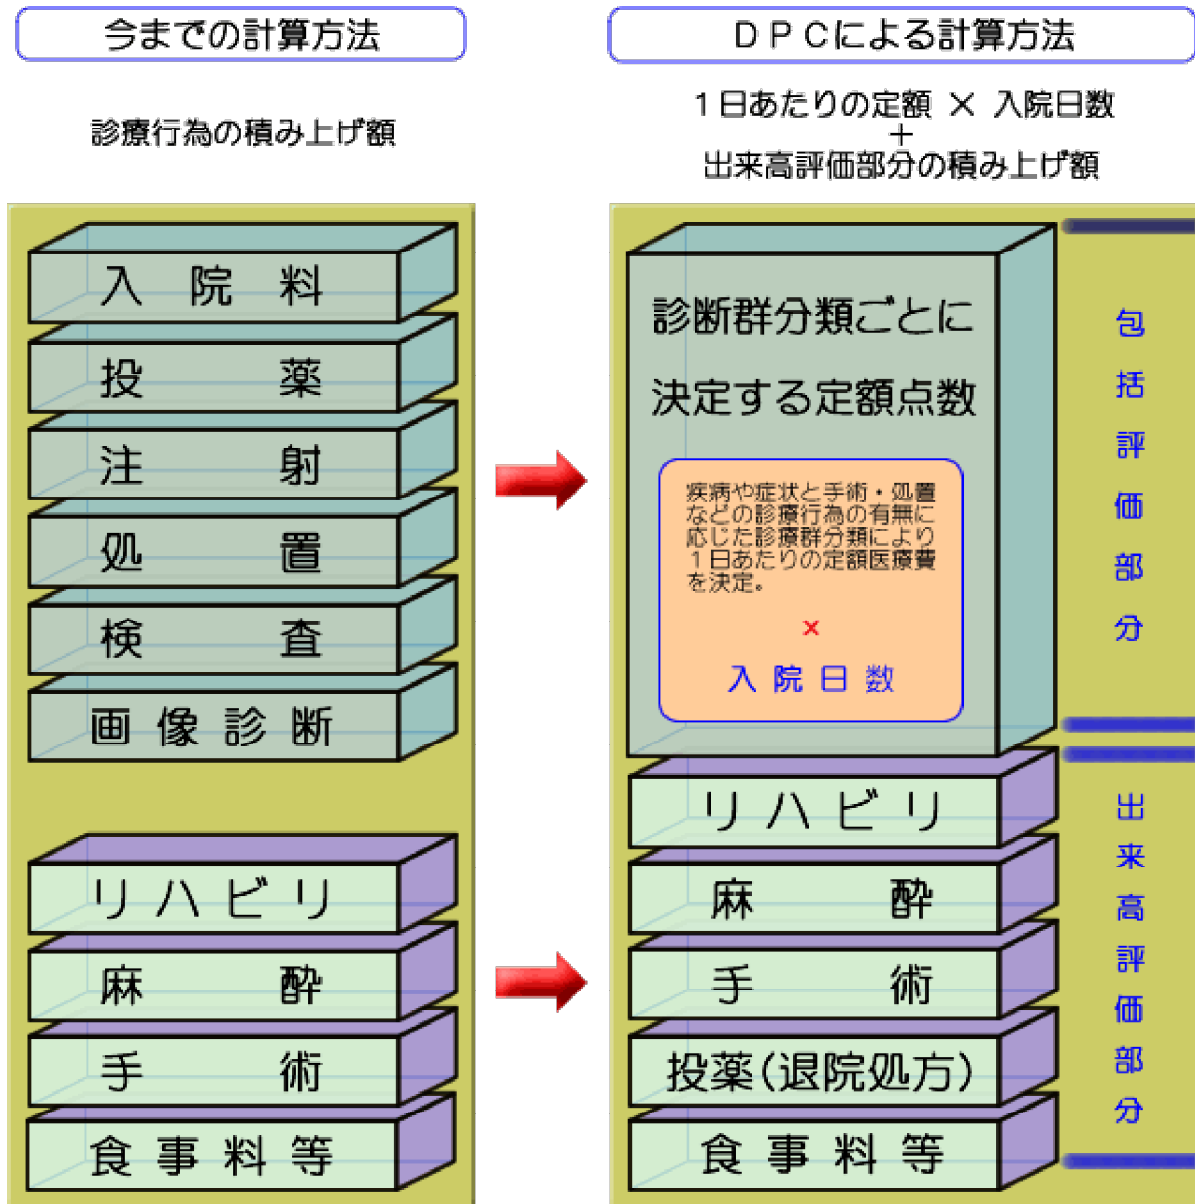 今までの計算方法
診療行為の積み上げ額
入院料
投薬
注射
処置
検査
画像診断
リハビリ
麻酔
手術
食事料等
DPCによる計算方法
1日あたりの定額 × 入院日数
+
出来高評価部分の積み上げ額
診断群分類ごとに
決定する定額点数
疾病や症状と手術・処置
などの診療行為の有無に
応じた診療群分類により
1日あたりの定額医療費
を決定。
×
入院日数
包括評価部分
リハビリ
麻酔
手術
投薬(退院処方)
食事料等
出来高評価部分